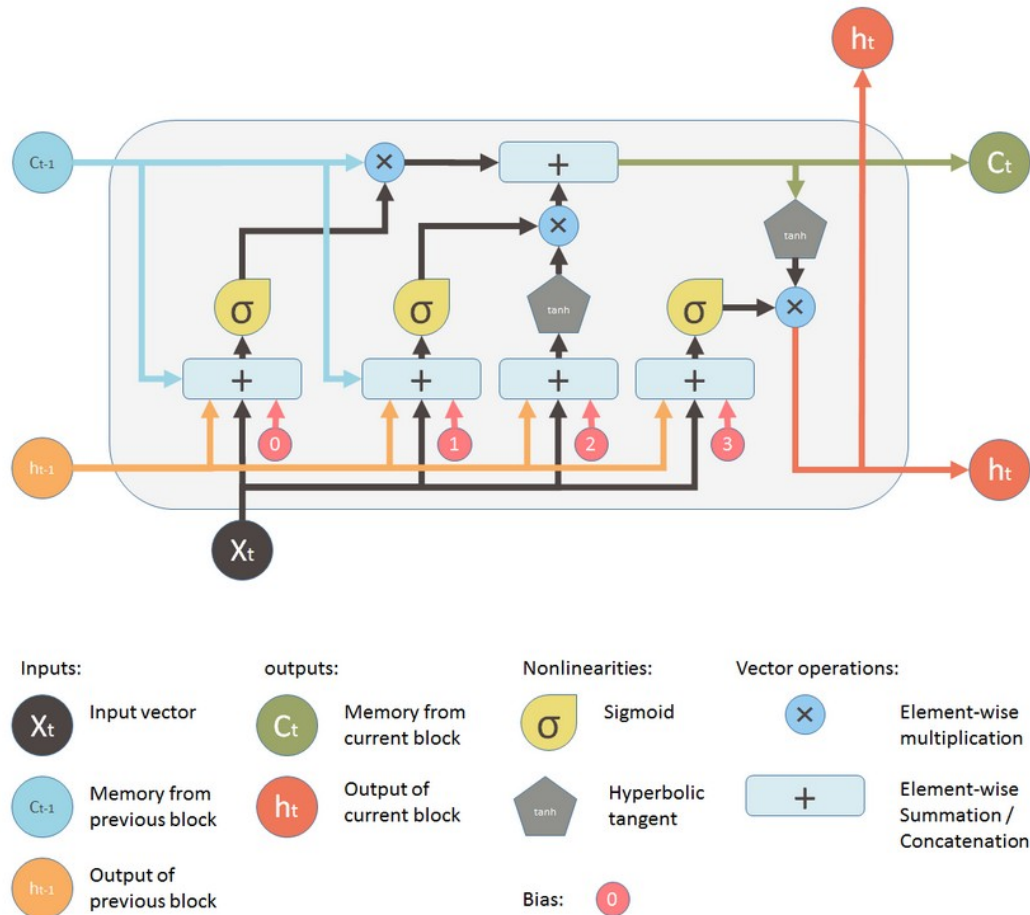 ht
Ct-1
×
+
Ct
×
tanh
σ
σ
tanh
σ
×
+
+
+
+
0
1
2
3
ht-1
ht
Xt
Inputs:
outputs:
Nonlinearities:
Vector operations:
Xt
Input vector
Ct
Memory from
current block
σ
Sigmoid
×
Element-wise
multiplication
Ct-1
Memory from
previous block
ht
Output of
current block
tanh
Hyperbolic
tangent
+
Element-wise
Summation /
Concatenation
ht-1
Output of
previous block
Bias:
0